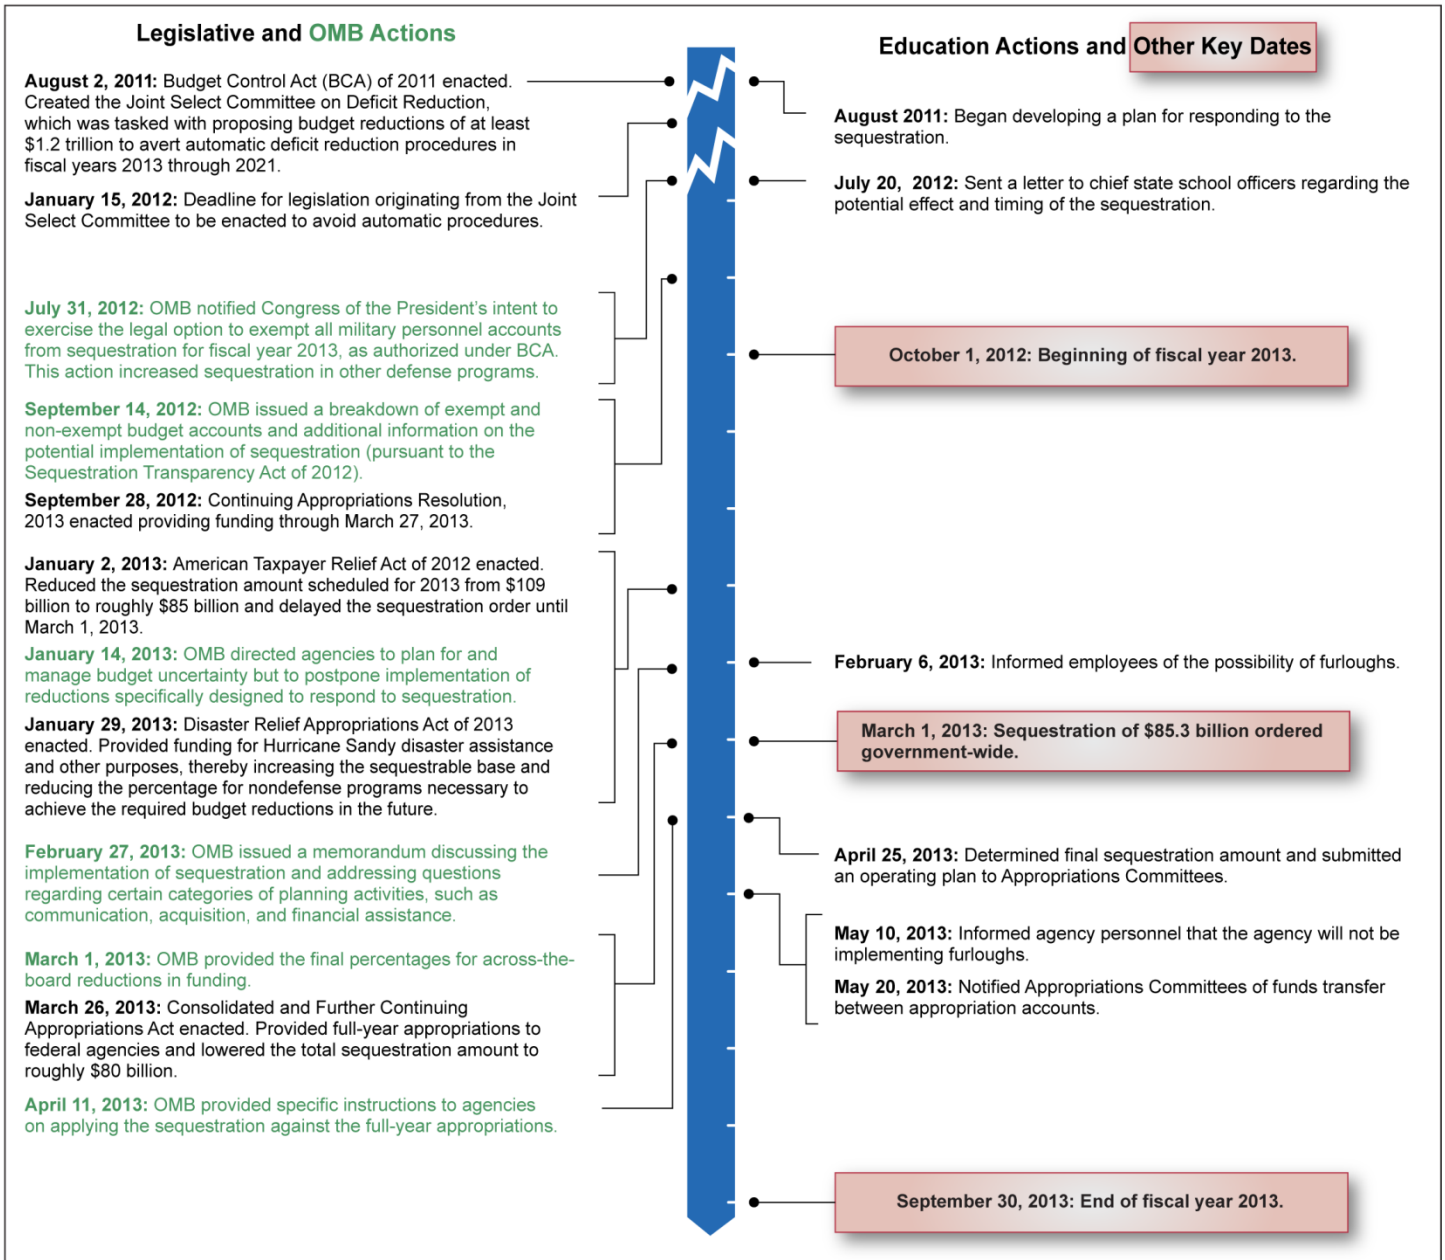 Legislative and OMB Actions
August 2, 2011: Budget Control Act (BCA) of 2011 enacted.
Created the Joint Select Committee on Deficit Reduction,
which was tasked with proposing budget reductions of at least
$1.2 trillion to avert automatic deficit reduction procedures in
fiscal years 2013 through 2021.
January 15, 2012: Deadline for legislation originating from the Joint
Select Committee to be enacted to avoid automatic procedures.
July 31, 2012: OMB notified Congress of the President's intent to
exercise the legal option to exempt all military personnel accounts
from sequestration for fiscal year 2013, as authorized under BCA.
This action increased sequestration in other defense programs.
September 14, 2012: OMB issued a breakdown of exempt and
non-exempt budget accounts and additional information on the
potential implementation of sequestration (pursuant to the
Sequestration Transparency Act of 2012).
September 28, 2012: Continuing Appropriations Resolution,
2013 enacted providing funding through March 27, 2013.
January 2, 2013: American Taxpayer Relief Act of 2012 enacted.
Reduced the sequestration amount scheduled for 2013 from $109
billion to roughly $85 billion and delayed the sequestration order until
March 1, 2013.
January 14, 2013: OMB directed agencies to plan for and
manage budget uncertainty but to postpone implementation of
reductions specifically designed to respond to sequestration.
January 29, 2013: Disaster Relief Appropriations Act of 2013
enacted. Provided funding for Hurricane Sandy disaster assistance
and other purposes, thereby increasing the sequestrable base and
reducing the percentage for nondefense programs necessary to
achieve the required budget reductions in the future.
February 27, 2013: OMB issued a memorandum discussing the
implementation of sequestration and addressing questions
regarding certain categories of planning activities, such as
communication, acquisition, and financial assistance.
March 1, 2013: OMB provided the final percentages for across-the-
board reductions in funding.
March 26, 2013: Consolidated and Further Continuing
Appropriations Act enacted. Provided full-year appropriations to
federal agencies and lowered the total sequestration amount to
roughly $80 billion.
April 11, 2013: OMB provided specific instructions to agencies
on applying the sequestration against the full-year appropriations.
Education Actions and Other Key Dates
August 2011: Began developing a plan for responding to the
sequestration.
July 20, 2012: Sent a letter to chief state school officers regarding the
potential effect and timing of the sequestration.
October 1, 2012: Beginning of fiscal year 2013.
February 6, 2013: Informed employees of the possibility of furloughs.
March 1, 2013: Sequestration of $85.3 billion ordered
government-wide.
April 25, 2013: Determined final sequestration amount and submitted
an operating plan to Appropriations Committees.
May 10, 2013: Informed agency personnel that the agency will not be
implementing furloughs.
May 20, 2013: Notified Appropriations Committees of funds transfer
between appropriation accounts.
September 30, 2013: End of fiscal year 2013.